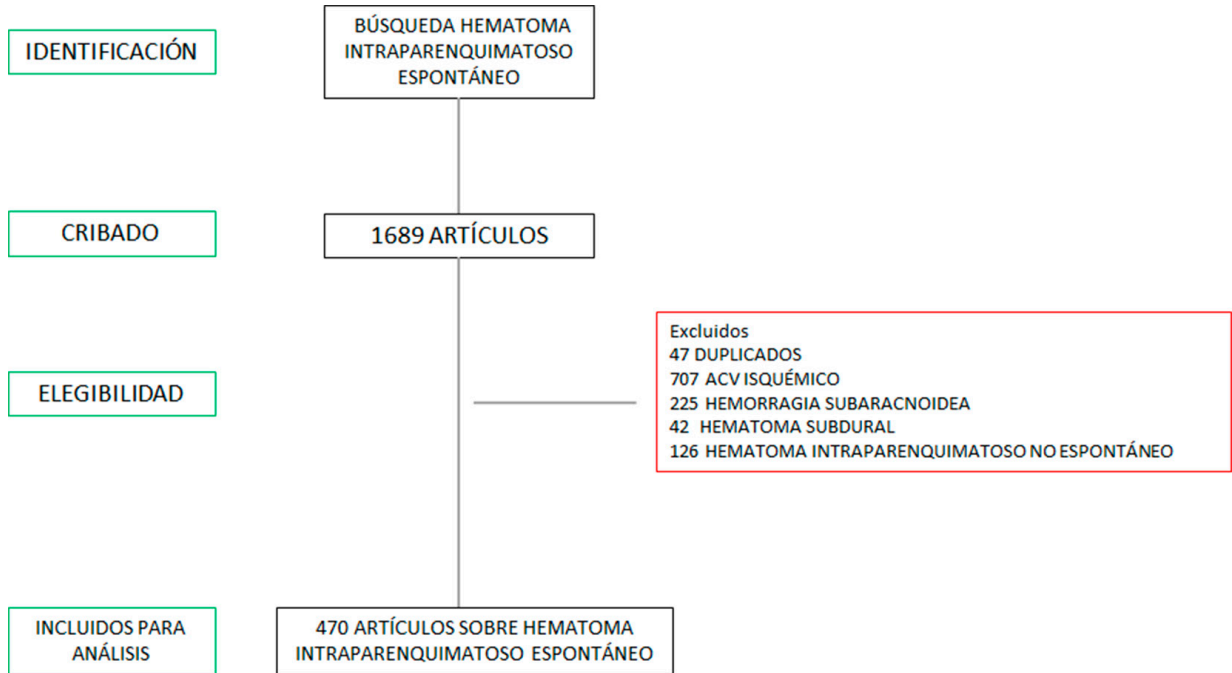 IDENTIFICACIÓN
BÚSQUEDA HEMATOMA
INTRAPARENQUIMATOSO
ESPONTÁNEO
CRIBADO
1689 ARTÍCULOS
ELEGIBILIDAD
Excluidos
47 DUPLICADOS
707 ACV ISQUÉMICO
225 HEMORRAGIA SUBARACNOIDEA
42 HEMATOMA SUBDURAL
126 HEMATOMA INTRAPARENQUIMATOSO NO ESPONTÁNEO
INCLUIDOS PARA
ANÁLISIS
470 ARTÍCULOS SOBRE HEMATOMA
INTRAPARENQUIMATOSO ESPONTÁNEO